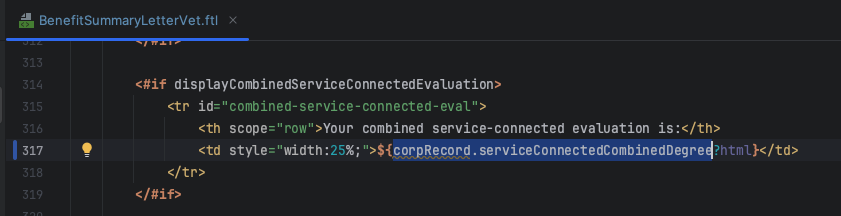 BenefitSummaryLetterVet.ftl ×
312 </#if>
313
314 <#if displayCombinedServiceConnectedEvaluation>
315 <tr id="combined-service-connected-eval">
316 <th scope="row">Your combined service-connected evaluation is:</th>
317 <td style="width:25%;">${corpRecord.serviceConnectedCombinedDegree?html}</td>
318 </tr>
319 </#if>